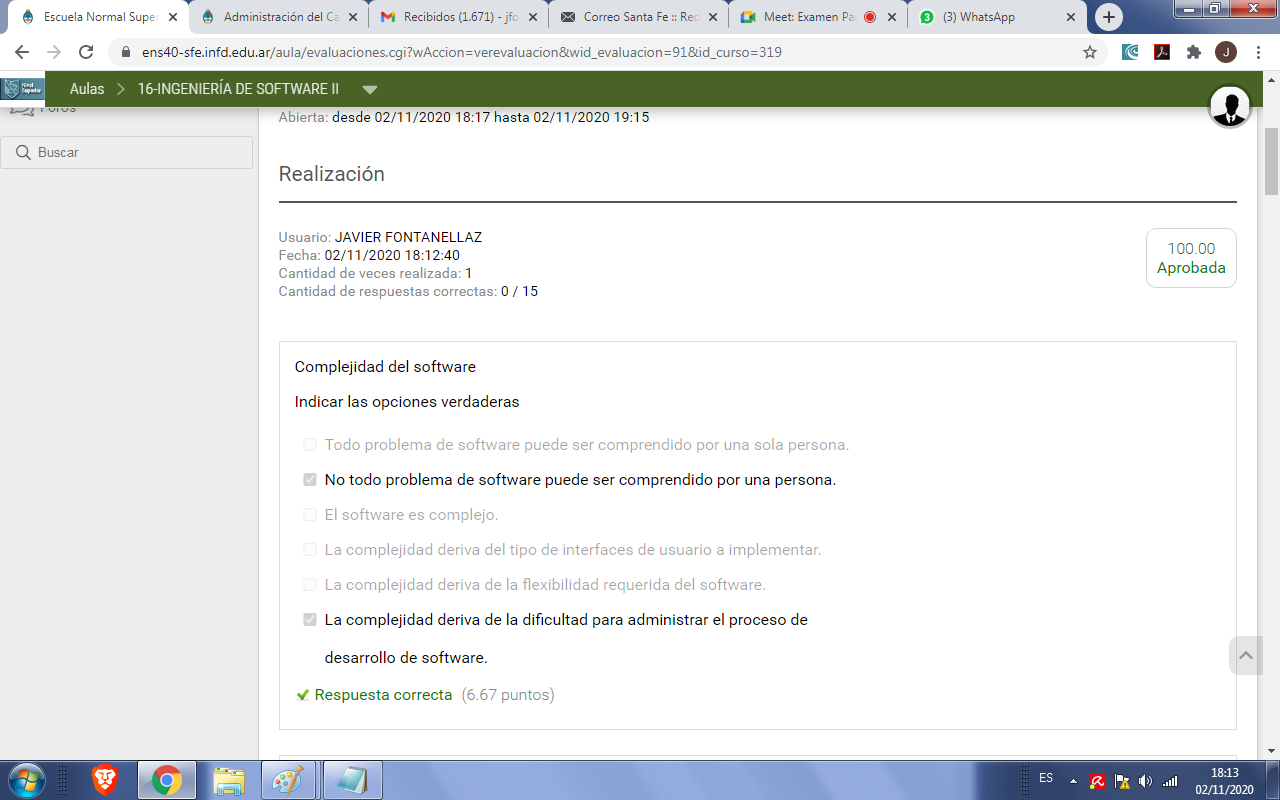 Escuela Normal Super
Administración del Ca
Recibidos (1.671) - jfo
Correo Santa Fe :: Rec
Meet: Examen Pa
(3) WhatsApp
ens40-sfe.infd.edu.ar/aula/evaluaciones.cgi?wAccion=verevaluacion&wid_evaluacion=91&id_curso=319
J
Nivel Superior
Aulas
16-INGENIERÍA DE SOFTWARE II
Foros
Buscar
Abierta: desde 02/11/2020 18:17 hasta 02/11/2020 19:15
Realización
Usuario: JAVIER FONTANELLAZ
Fecha: 02/11/2020 18:12:40
Cantidad de veces realizada: 1
Cantidad de respuestas correctas: 0 / 15
100.00
Aprobada
Complejidad del software
Indicar las opciones verdaderas
Todo problema de software puede ser comprendido por una sola persona.
No todo problema de software puede ser comprendido por una persona.
El software es complejo.
La complejidad deriva del tipo de interfaces de usuario a implementar.
La complejidad deriva de la flexibilidad requerida del software.
La complejidad deriva de la dificultad para administrar el proceso de
desarrollo de software.
Respuesta correcta (6.67 puntos)
ES
18:13
02/11/2020